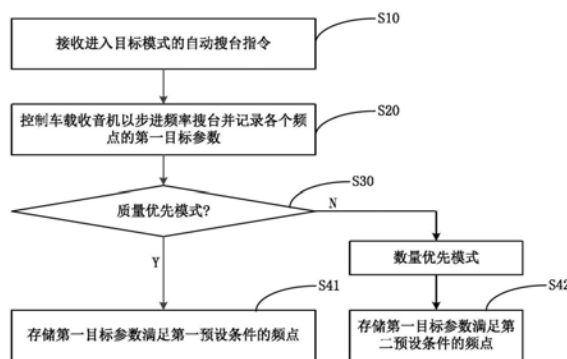 S10
接收进入目标模式的自动搜台指令
S20
控制车载收音机以步进频率搜台并记录各个频
点的第一目标参数
S30
质量优先模式?
N
Y
数量优先模式
S41
S42
存储第一目标参数满足第一预设条件的频点
存储第一目标参数满足第
二预设条件的频点